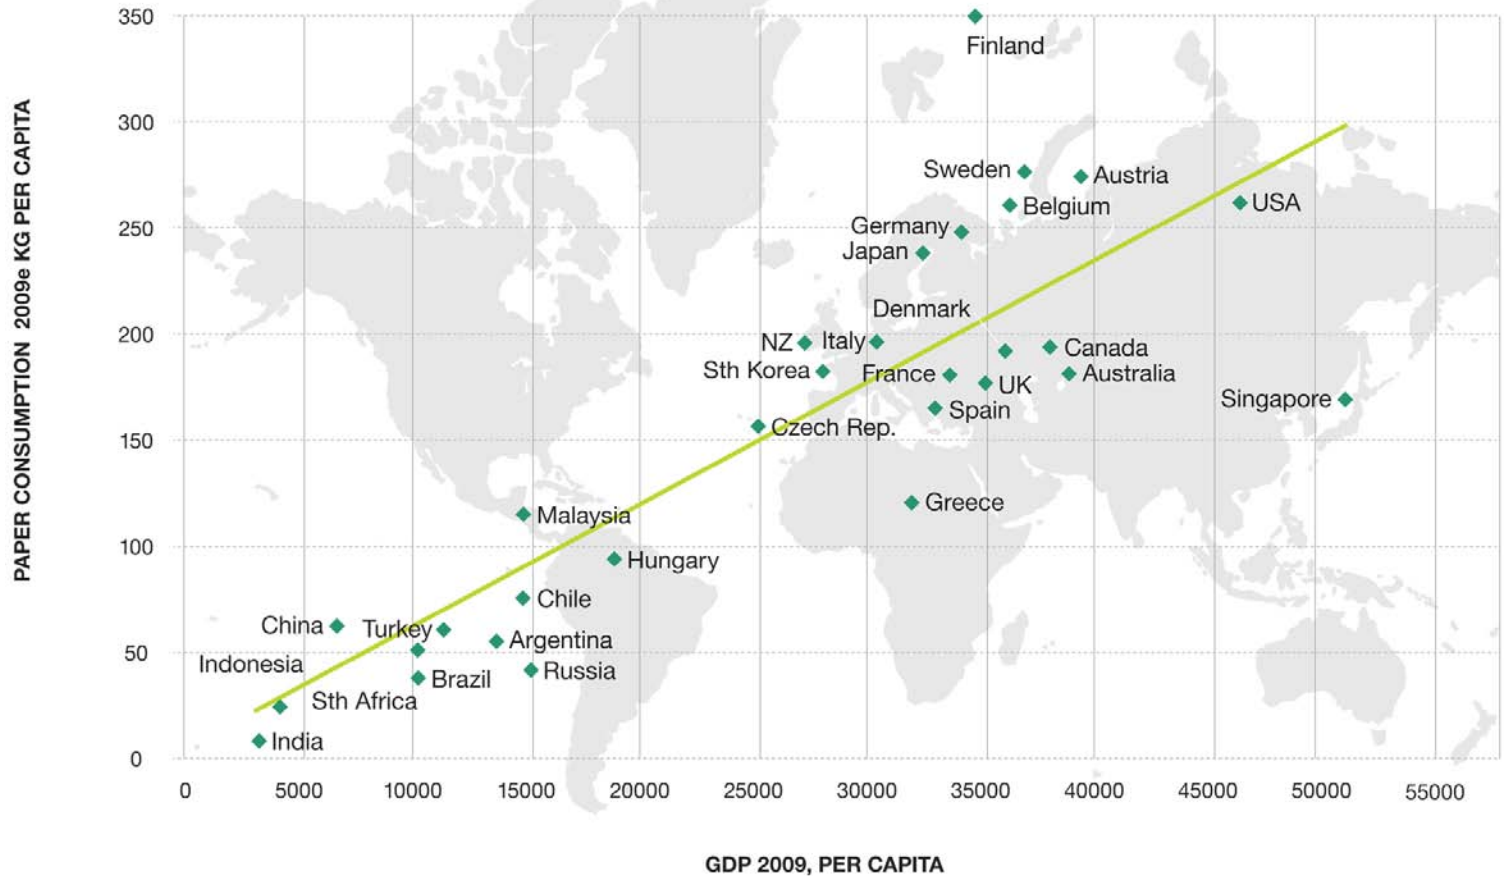 PAPER CONSUMPTION 2009e KG PER CAPITA
350
Finland
300
Sweden
Austria
Belgium
USA
250
Germany
Japan
Denmark
200
NZ
Italy
Canada
Sth Korea
France
UK
Australia
Singapore
Spain
150
Czech Rep.
Greece
Malaysia
100
Hungary
Chile
China
Turkey
Argentina
50
Indonesia
Russia
Brazil
Sth Africa
India
0
0 5000 10000 15000 20000 25000 30000 35000 40000 45000 50000 55000
GDP 2009, PER CAPITA